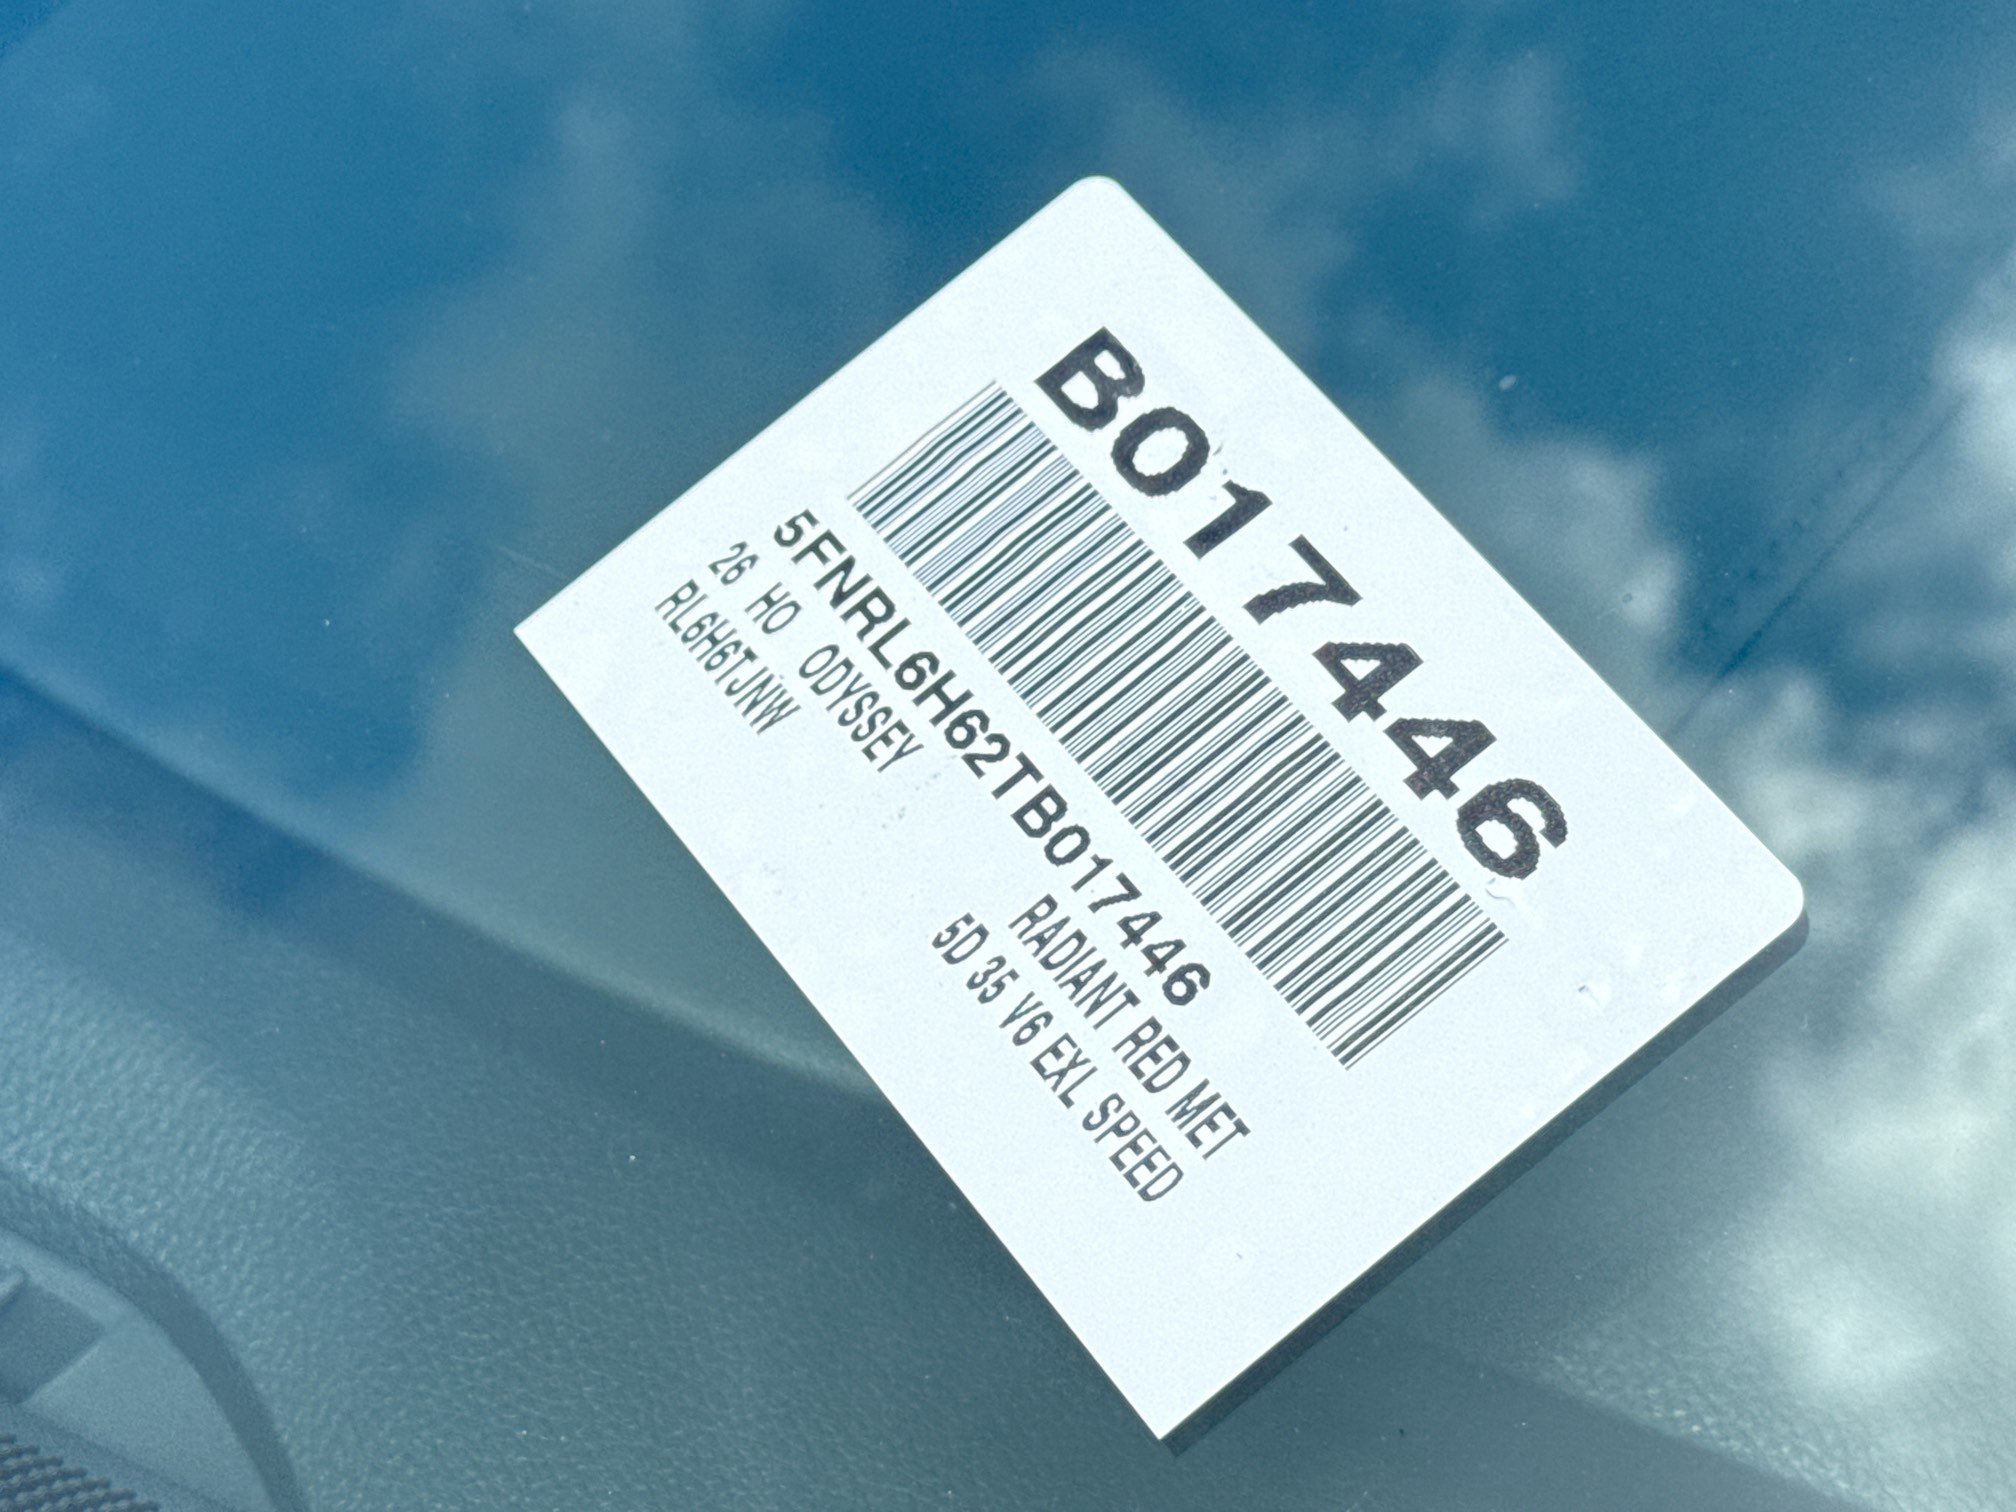 B017446
5FNRL6H62TB017446
26 HO ODYSSEY RADIANT RED MET
RL6H6TJNW 5D 35 V6 EXL SPEED